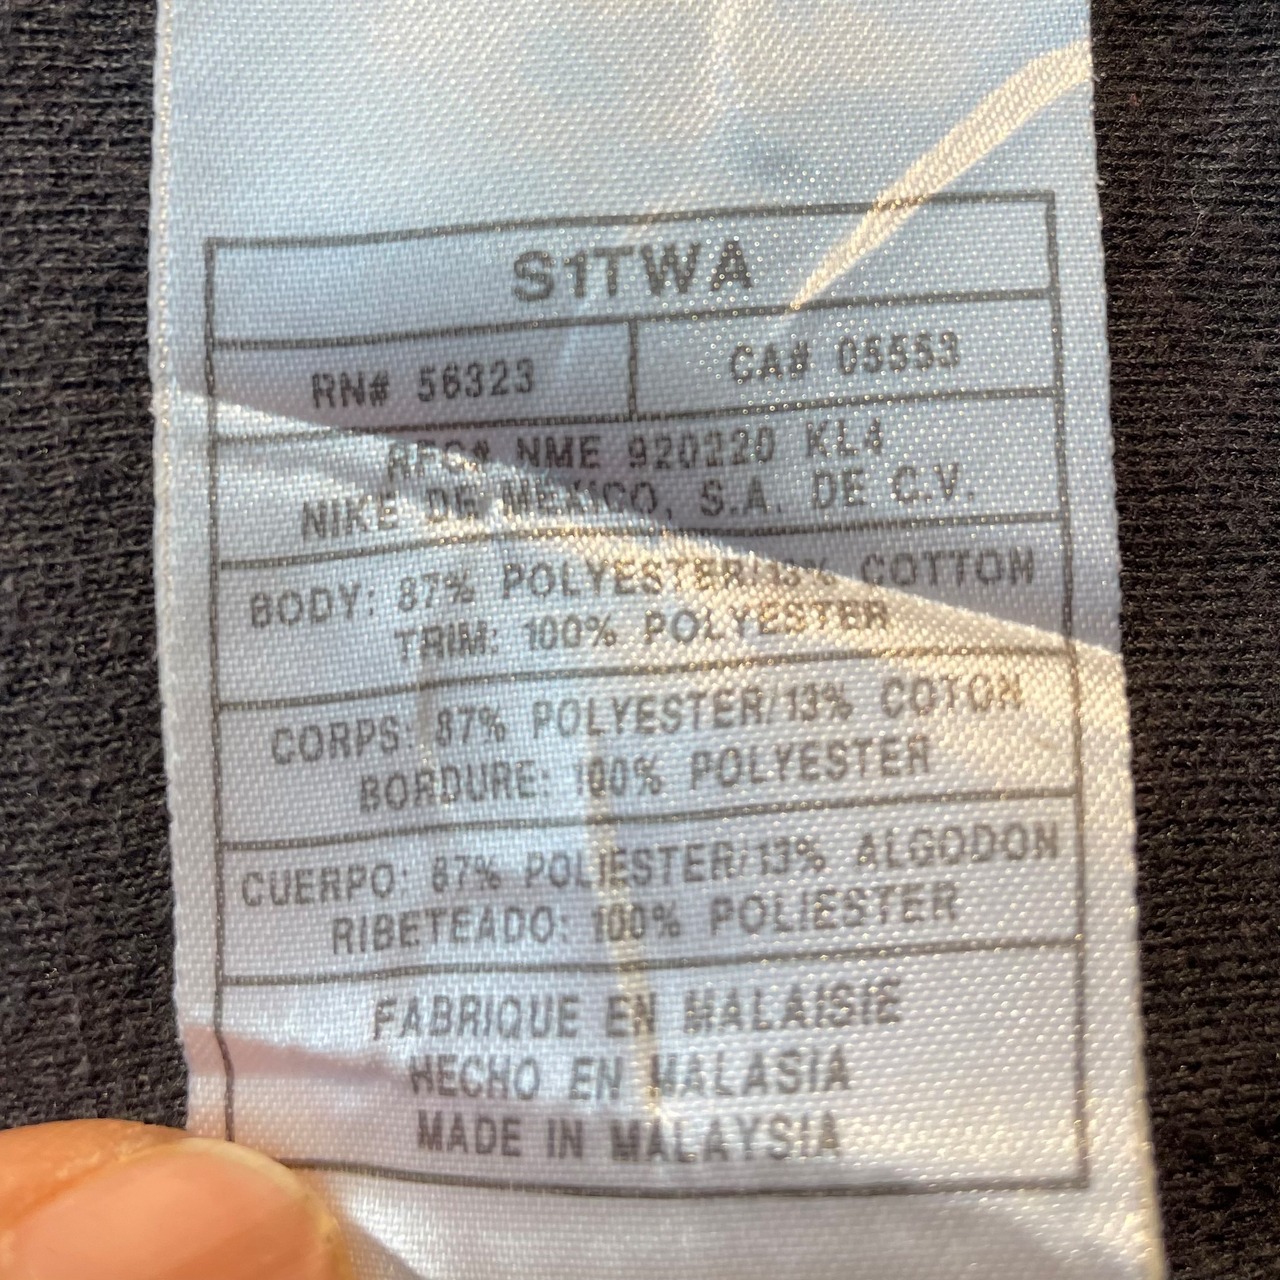 S1TWA
RN# 56323
CA# 05553
RFC# NME 920220 KL4
NIKE DE MEXICO, S.A. DE C.V.
BODY: 87% POLYESTER/13% COTTON
TRIM: 100% POLYESTER
CORPS: 87% POLYESTER/13% COTON
BORDURE: 100% POLYESTER
CUERPO: 87% POLIESTER/13% ALGODON
RIBETEADO: 100% POLIESTER
FABRIQUE EN MALAISIE
HECHO EN MALASIA
MADE IN MALAYSIA